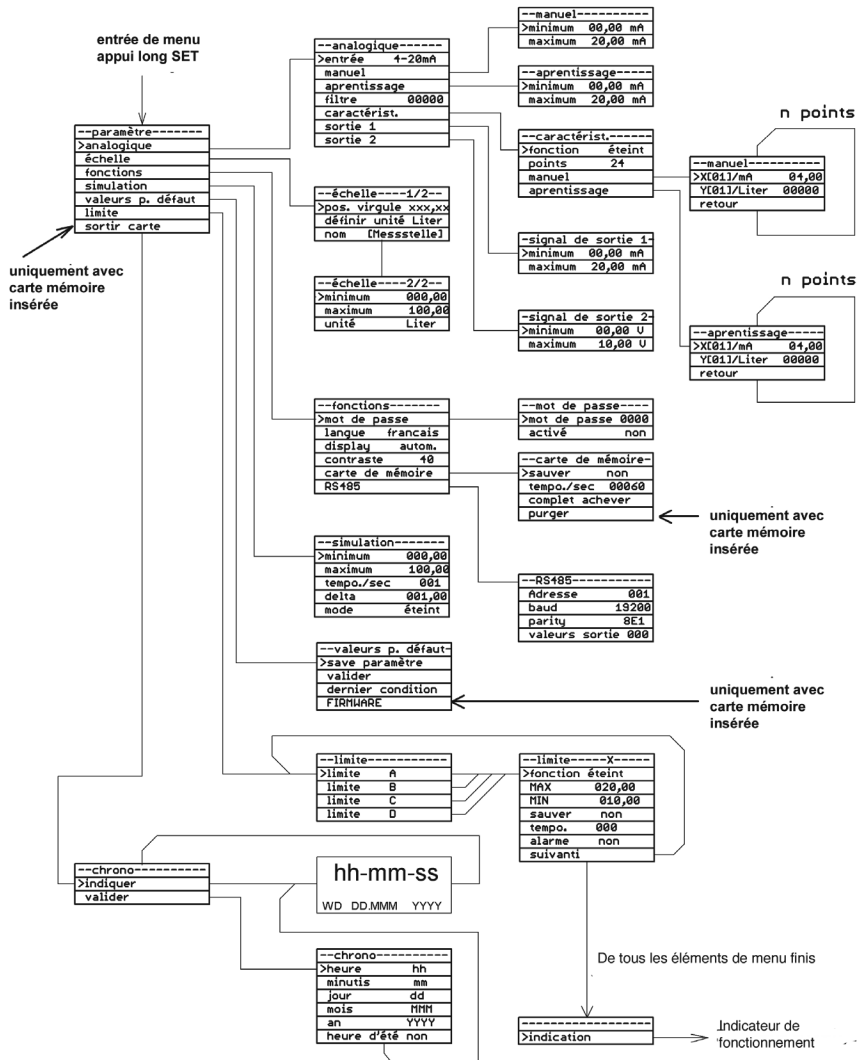 entrée de menu
appui long SET
--paramètre-------
>analogique
échelle
fonctions
simulation
valeurs p. défaut
limite
sortir carte
uniquement avec
carte mémoire
insérée
--analogique------
>entrée 4-20mA
manuel
aprentissage
filtre 00000
caractérist.
sortie 1
sortie 2
--manuel----------
>minimum 00,00 mA
maximum 20,00 mA
--aprentissage------
>minimum 00,00 mA
maximum 20,00 mA
--caractérist.-----
>fonction éteint
points 24
manuel
aprentissage
n points
--manuel----------
>X[01]/mA 04,00
Y[01]/Liter 00000
retour
-signal de sortie 1-
>minimum 00,00 mA
maximum 20,00 mA
n points
--aprentissage-----
>X[01]/mA 04,00
Y[01]/Liter 00000
retour
-signal de sortie 2-
>minimum 00,00 V
maximum 10,00 V
--échelle----1/2--
>pos. virgule xxx,xx
définir unité Liter
nom [Messstelle]
--échelle----2/2--
>minimum 000,00
maximum 100,00
unité Liter
--fonctions-------
>mot de passe
langue francais
display autom.
contraste 40
carte de mémoire
RS485
--mot de passe----
>mot de passe 0000
activé non
--carte de mémoire-
>sauver non
tempo./sec 00060
complet achever
purger
uniquement avec
carte mémoire
insérée
--simulation-------
>minimum 000,00
maximum 100,00
tempo./sec 001
delta 001,00
mode éteint
--RS485-----------
Adresse 001
baud 19200
parity 8E1
valeurs sortie 000
--valeurs p. défaut-
>save paramètre
valider
dernier condition
FIRMWARE
uniquement avec
carte mémoire
insérée
--limite-----------
>limite A
limite B
limite C
limite D
--limite-----X-----
>fonction éteint
MAX 020,00
MIN 010,00
sauver non
tempo. 000
alarme non
suivanti
--chrono----------
>indiquer
valider
hh-mm-ss
WD DD.MMM YYYY
--chrono----------
>heure hh
minutis mm
jour dd
mois MMM
an YYYY
heure d'été non
De tous les éléments de menu finis
------------------
>indication
Indicateur de
fonctionnement